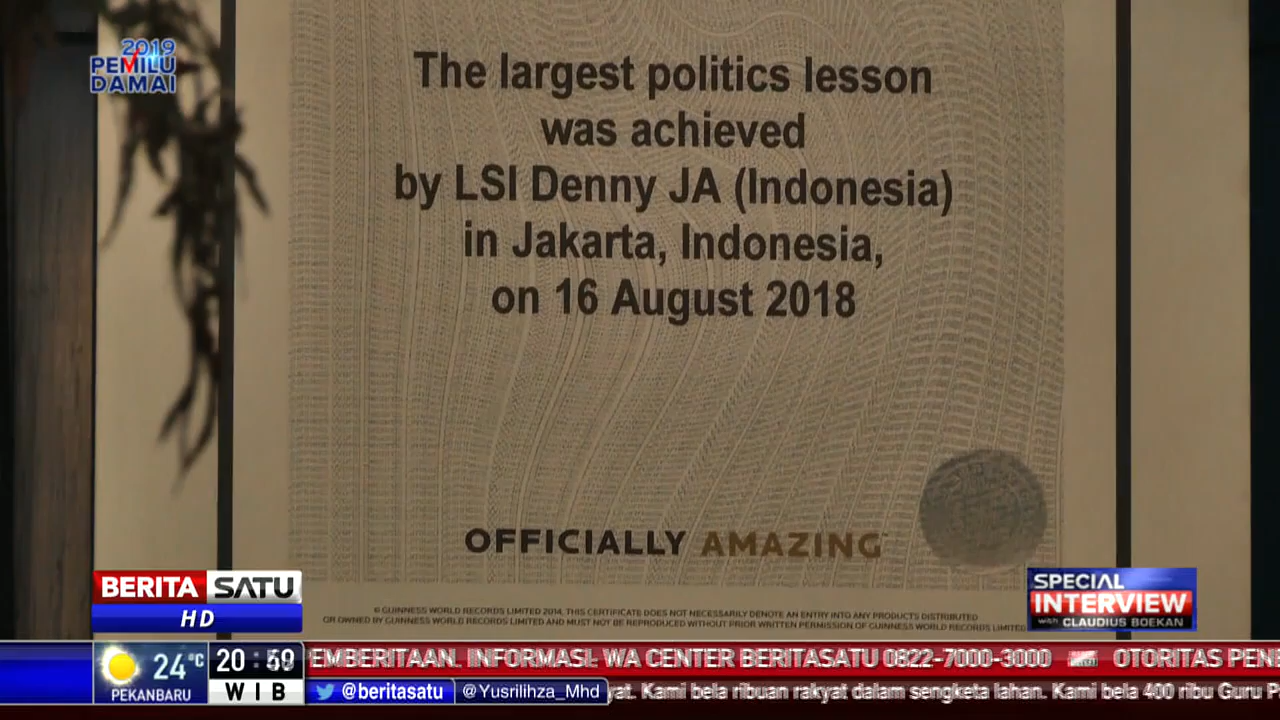 2019
PEMILU
DAMAI
The largest politics lesson
was achieved
by LSI Denny JA (Indonesia)
in Jakarta, Indonesia,
on 16 August 2018
OFFICIALLY AMAZING
© GUINNESS WORLD RECORDS LIMITED 2014, THIS CERTIFICATE DOES NOT NECESSARILY DENOTE AN ENTRY INTO ANY PRODUCTS DISTRIBUTED
OR OWNED BY GUINNESS WORLD RECORDS LIMITED AND MUST NOT BE REPRODUCED WITHOUT PRIOR WRITTEN PERMISSION OF GUINNESS WORLD RECORDS LIMITED
BERITA SATU
HD
SPECIAL
INTERVIEW
with CLAUDIUS BOEKAN
24°C
PEKANBARU
20 : 59
WIB
EMBERITAAN. INFORMASI. WA CENTER BERITASATU 0822-7000-3000 OTORITAS PENE
@beritasatu
@Yusrilihza_Mhd
yat. Kami bela ribuan rakyat dalam sengketa lahan. Kami bela 400 ribu Guru P